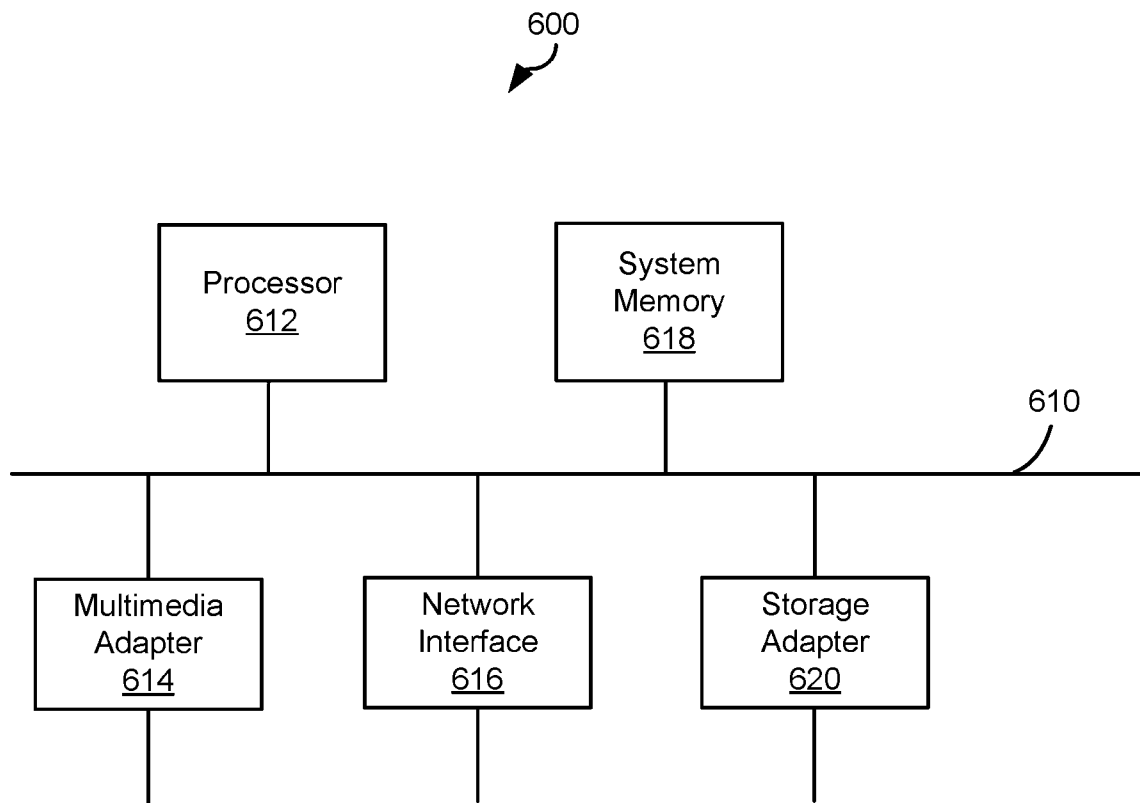 600
Processor
612
System
Memory
618
610
Multimedia
Adapter
614
Network
Interface
616
Storage
Adapter
620